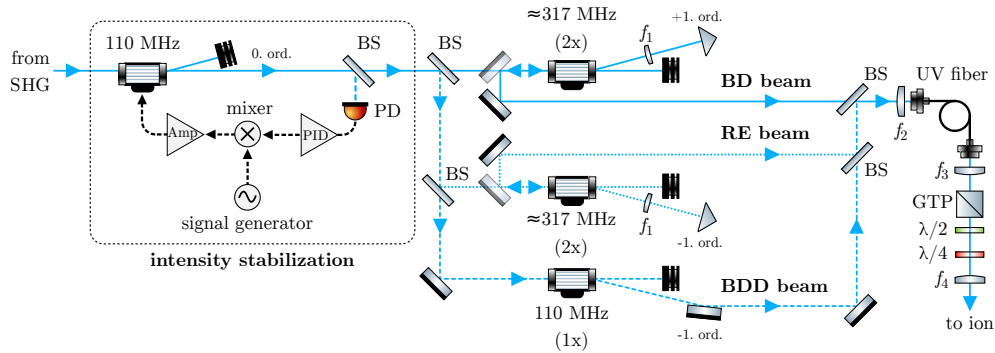 from
SHG
110 MHz
0. ord.
BS
PD
mixer
Amp
PID
signal generator
intensity stabilization
BS
≈317 MHz
(2x)
f₁
+1. ord.
BD beam
RE beam
BS
≈317 MHz
(2x)
f₁
-1. ord.
BDD beam
110 MHz
(1x)
-1. ord.
BS
BS
UV fiber
f₂
f₃
GTP
λ/2
λ/4
f₄
to ion